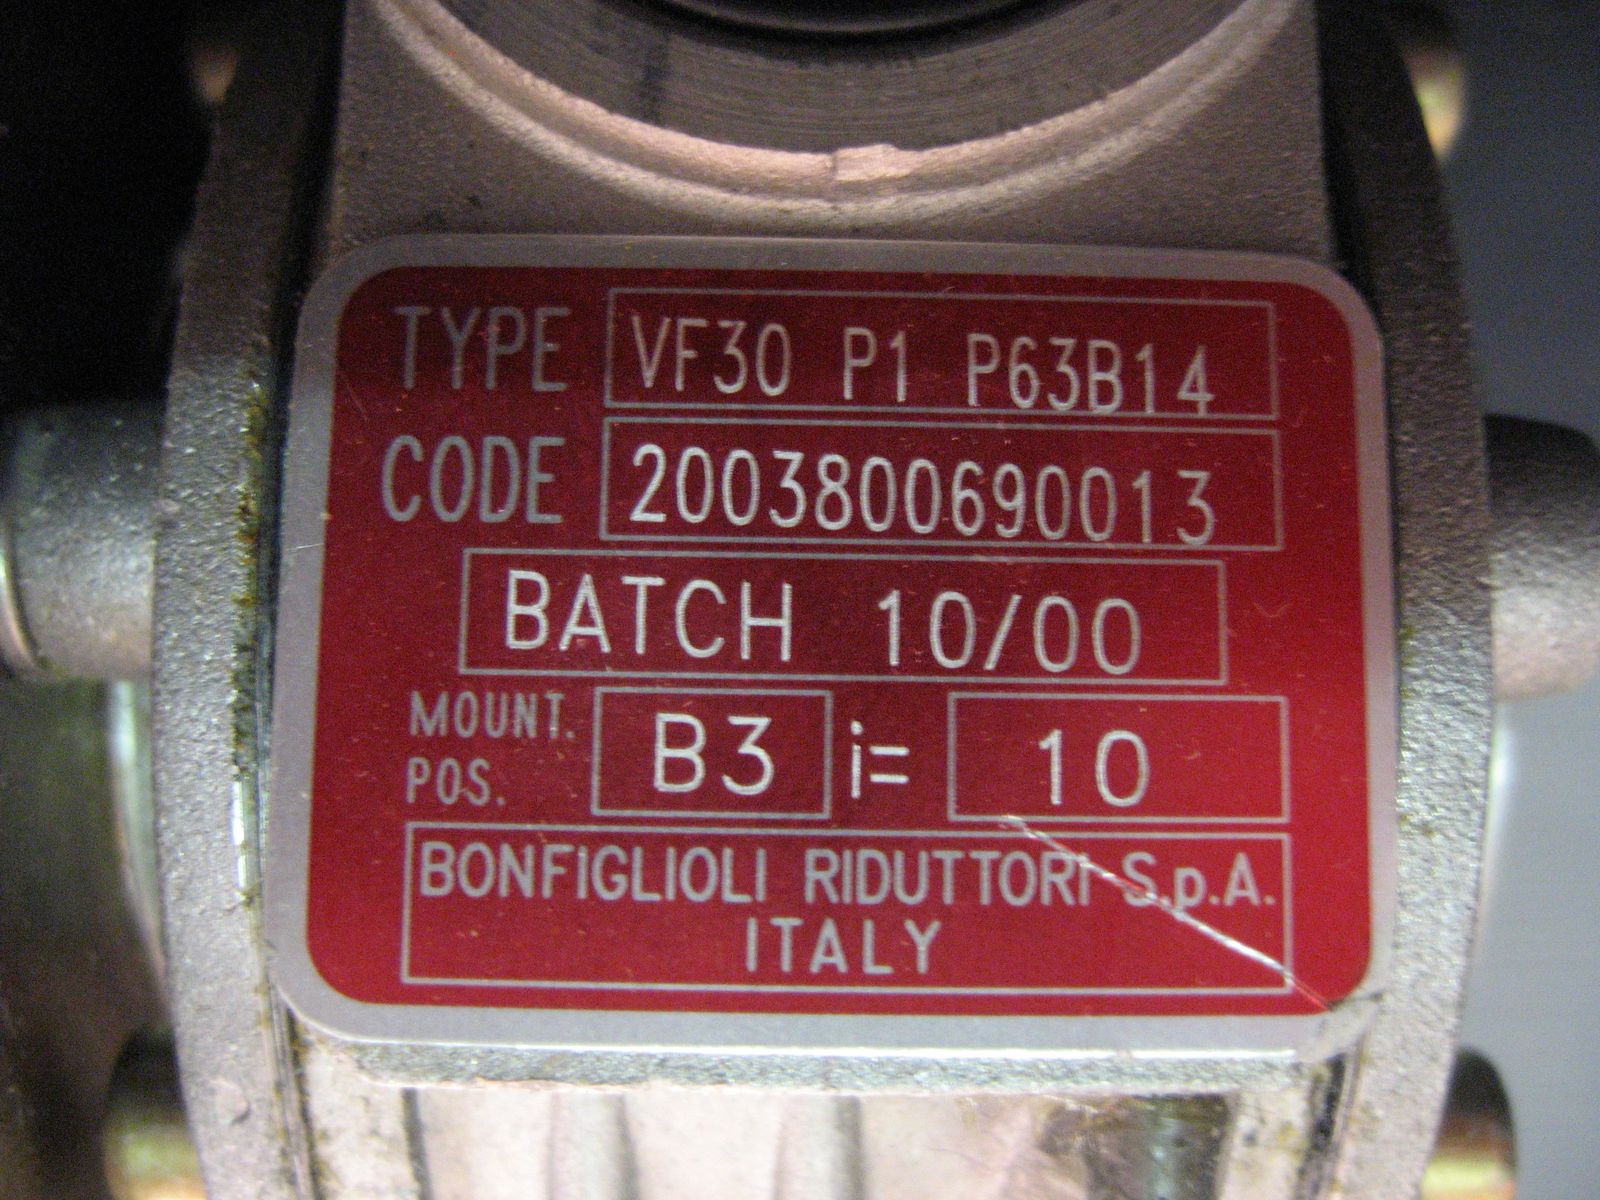 TYPE VF30 P1 P63B14
CODE 2003800690013
BATCH 10/00
MOUNT. POS. B3 i= 10
BONFIGLIOLI RIDUTTORI S.p.A.
ITALY